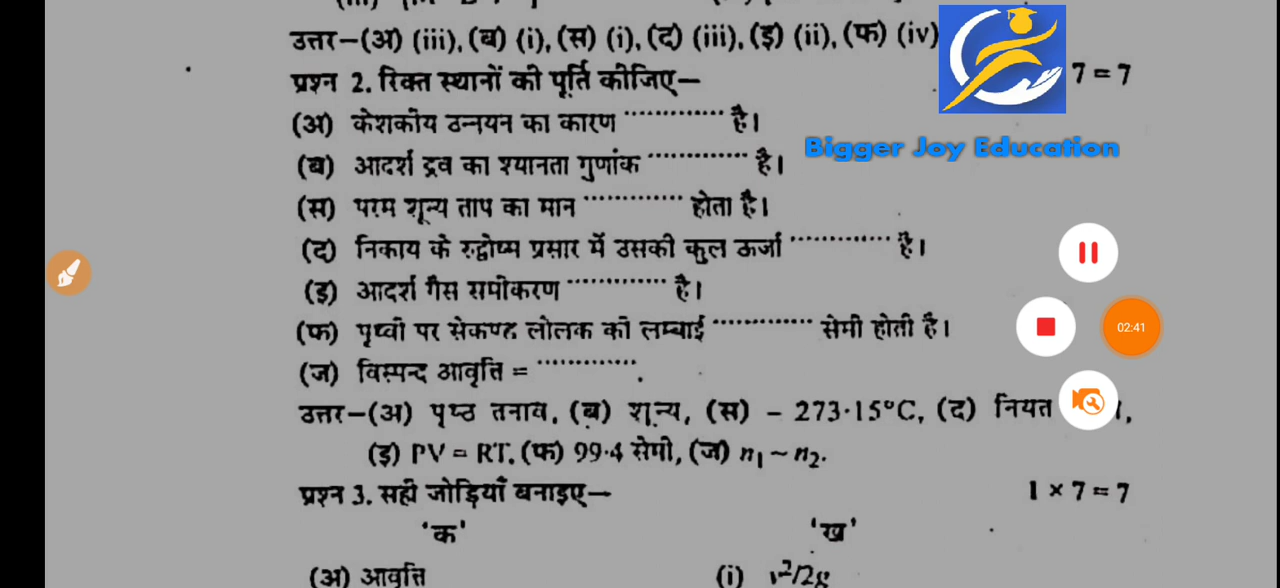 उत्तर–(अ) (iii), (ब) (i), (स) (i), (द) (iii), (इ) (ii), (फ) (iv)
प्रश्न 2. रिक्त स्थानों की पूर्ति कीजिए– 7 = 7
(अ) केशकीय उन्नयन का कारण ............. है।
Bigger Joy Education
(ब) आदर्श द्रव का श्यानता गुणांक ............. है।
(स) परम शून्य ताप का मान ............. होता है।
(द) निकाय के रुद्धोष्म प्रसार में उसकी कुल ऊर्जा ............. है।
(इ) आदर्श गैस समीकरण ............. है।
(फ) पृथ्वी पर सेकण्ड लोलक की लम्बाई ............. सेमी होती है।
02:41
(ज) विस्पन्द आवृत्ति = ............. .
उत्तर–(अ) पृष्ठ तनाव, (ब) शून्य, (स) – 273·15°C, (द) नियत
(इ) PV = RT, (फ) 99·4 सेमी, (ज) n₁ ~ n₂.
प्रश्न 3. सही जोड़ियाँ बनाइए– 1 × 7 = 7
'क' 'ख'
(अ) आवृत्ति (i) v²/2g